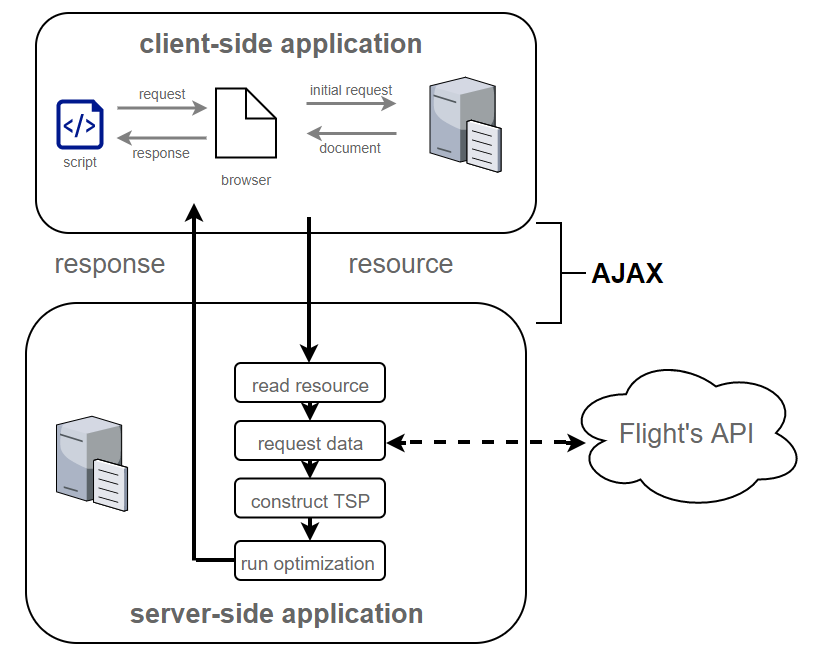 client-side application
request
initial request
</>
response
document
script
browser
response
resource
AJAX
read resource
request data
Flight's API
construct TSP
run optimization
server-side application